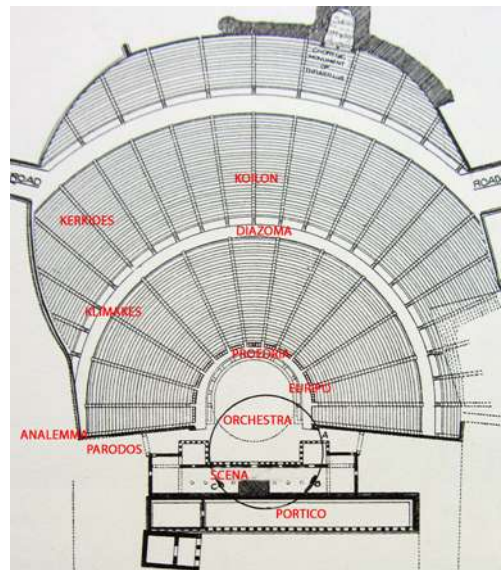 CHORAGIC
MONUMENT
OF
THRASYLLUS
ROAD
ROAD
KOILON
KERKIDES
DIAZOMA
KLIMAKES
PROEDRIA
EURIPO
ORCHESTRA
ANALEMMA
A
PARODOS
SCENA
C
PORTICO